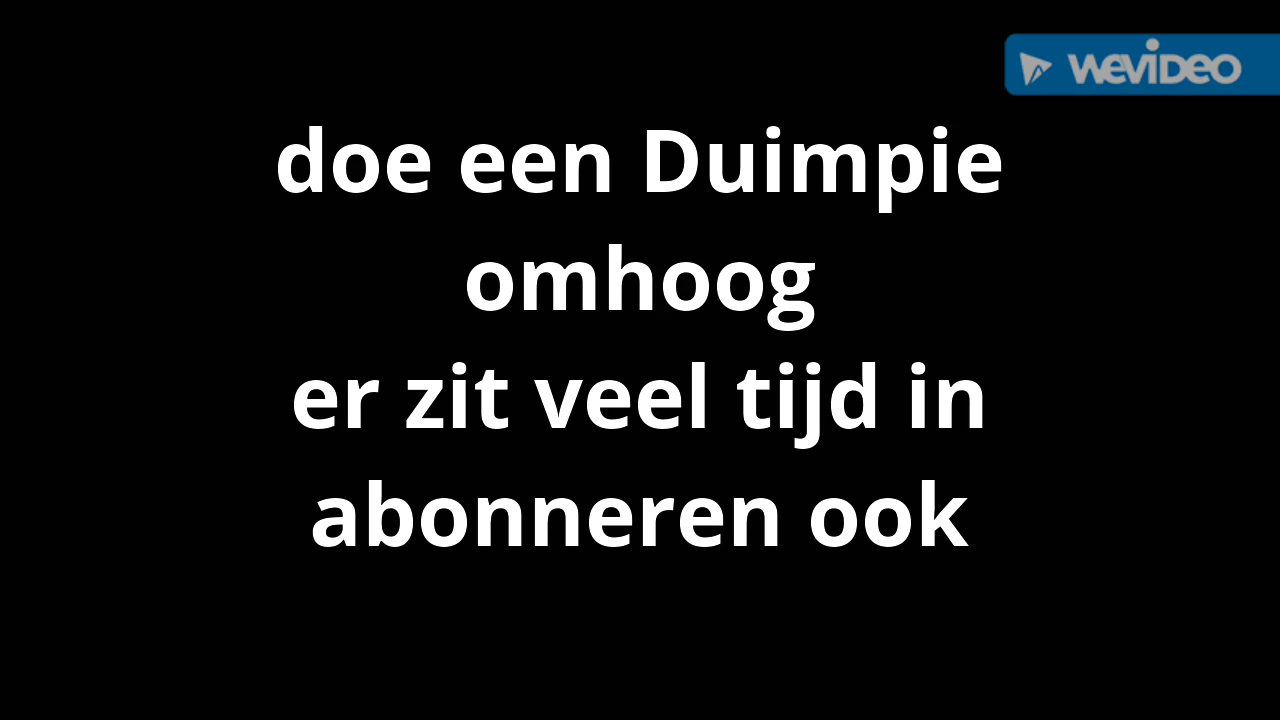 WEVIDEO
doe een Duimpie
omhoog
er zit veel tijd in
abonneren ook